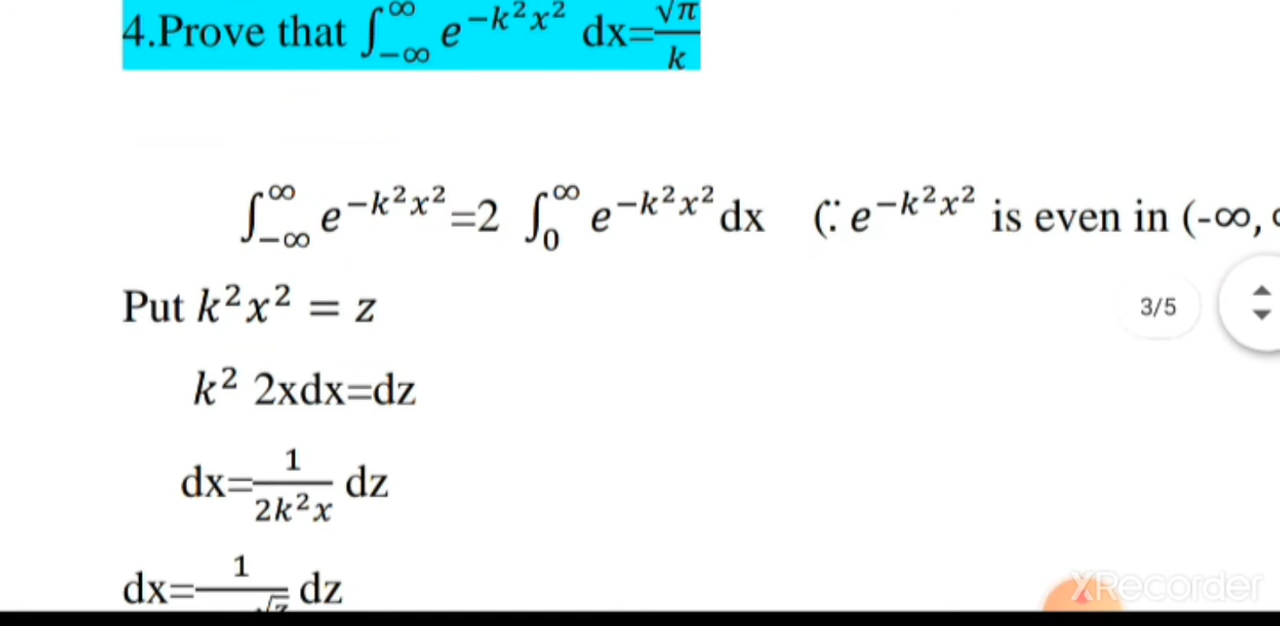 4.Prove that ∫_{-∞}^{∞} e^{-k²x²} dx=√π/k
∫_{-∞}^{∞} e^{-k²x²}=2 ∫_0^∞ e^{-k²x²}dx (∵ e^{-k²x²} is even in (-∞,
Put k²x² = z
3/5
k² 2xdx=dz
dx=1/(2k²x) dz
dx=1/ dz
XRecorder